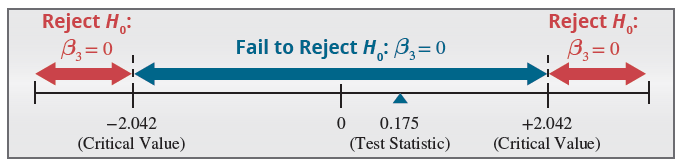 Reject H₀:
β₃ = 0
Fail to Reject H₀: β₃ = 0
Reject H₀:
β₃ = 0
−2.042
(Critical Value)
0
0.175
(Test Statistic)
+2.042
(Critical Value)